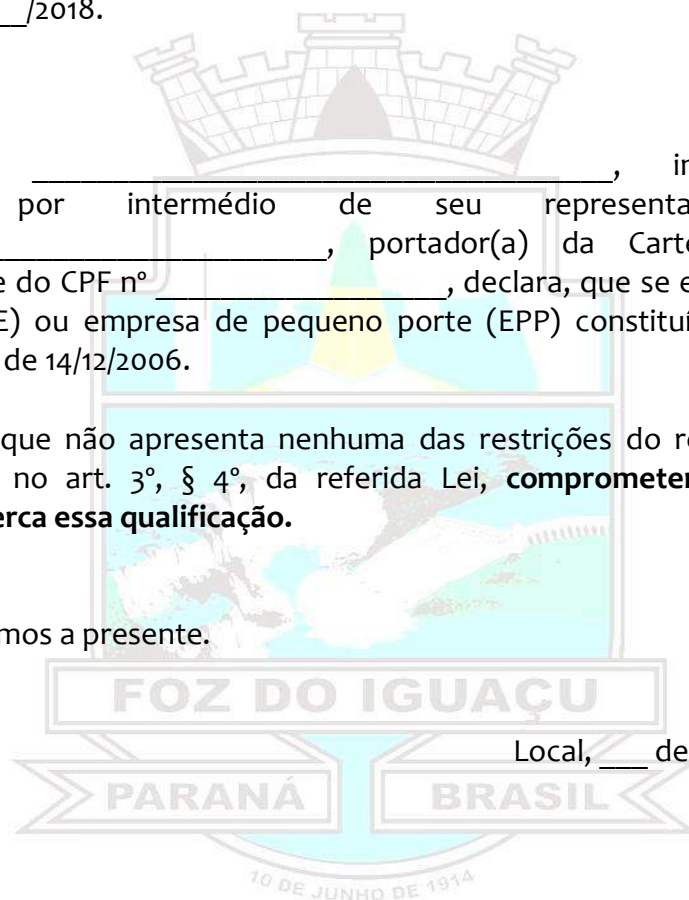 __/2018.
____________________________________, in
por intermédio de seu representa
____________________, portador(a) da Carte
e do CPF nº __________________, declara, que se e
E) ou empresa de pequeno porte (EPP) constituí
de 14/12/2006.
que não apresenta nenhuma das restrições do re
no art. 3º, § 4º, da referida Lei, comprometer
erca essa qualificação.
mos a presente.
FOZ DO IGUAÇU
Local, ___ de
PARANÁ BRASIL
10 DE JUNHO DE 1914